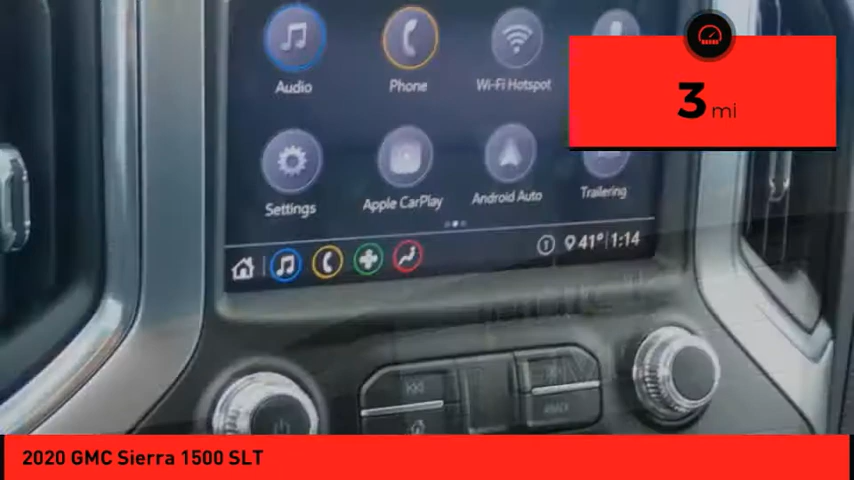 Audio
Phone
Wi-Fi Hotspot
3 mi
Settings
Apple CarPlay
Android Auto
Trailering
41° 1:14
2020 GMC Sierra 1500 SLT